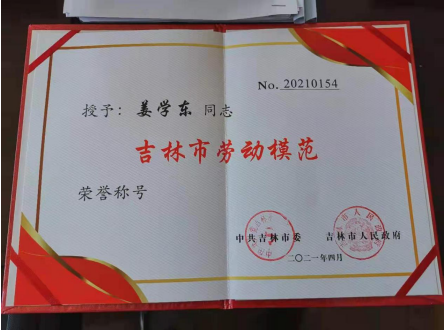 No. 20210154
授予：姜学东 同志
吉林市劳动模范
荣誉称号
中共吉林市委 吉林市人民政府
二〇二一年四月